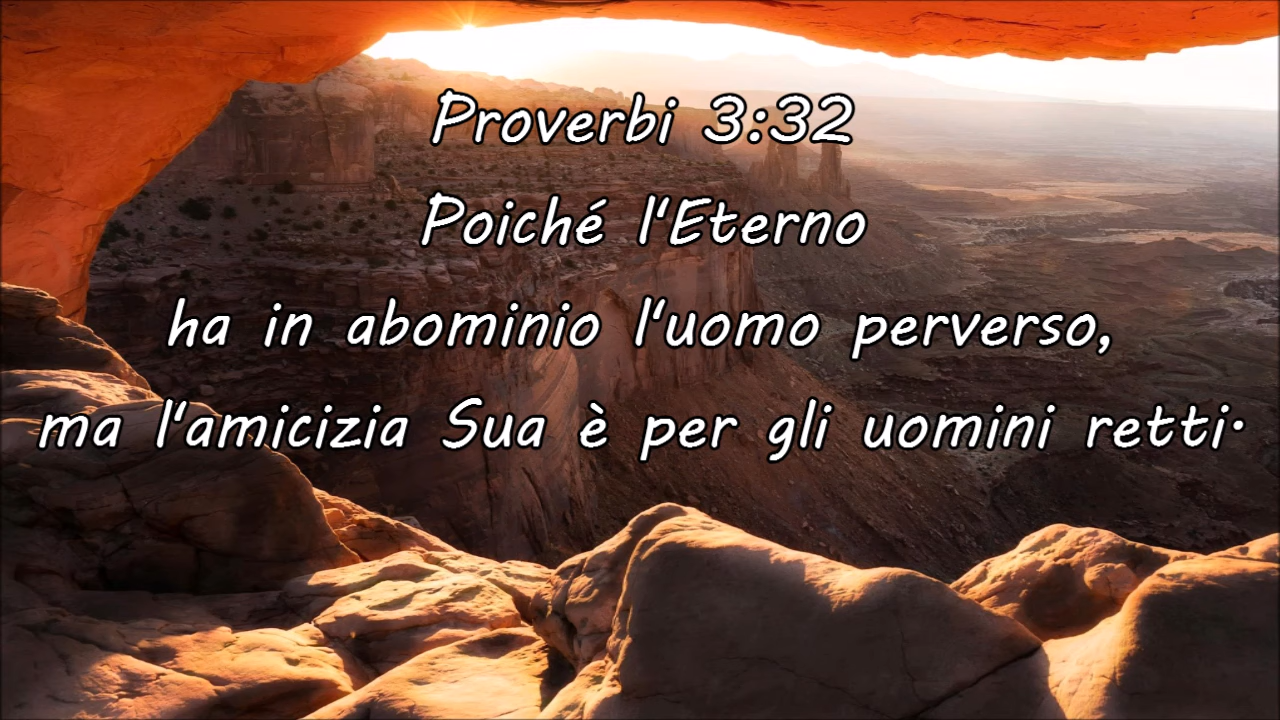 Proverbi 3:32
Poiché l'Eterno
ha in abominio l'uomo perverso,
ma l'amicizia Sua è per gli uomini retti.